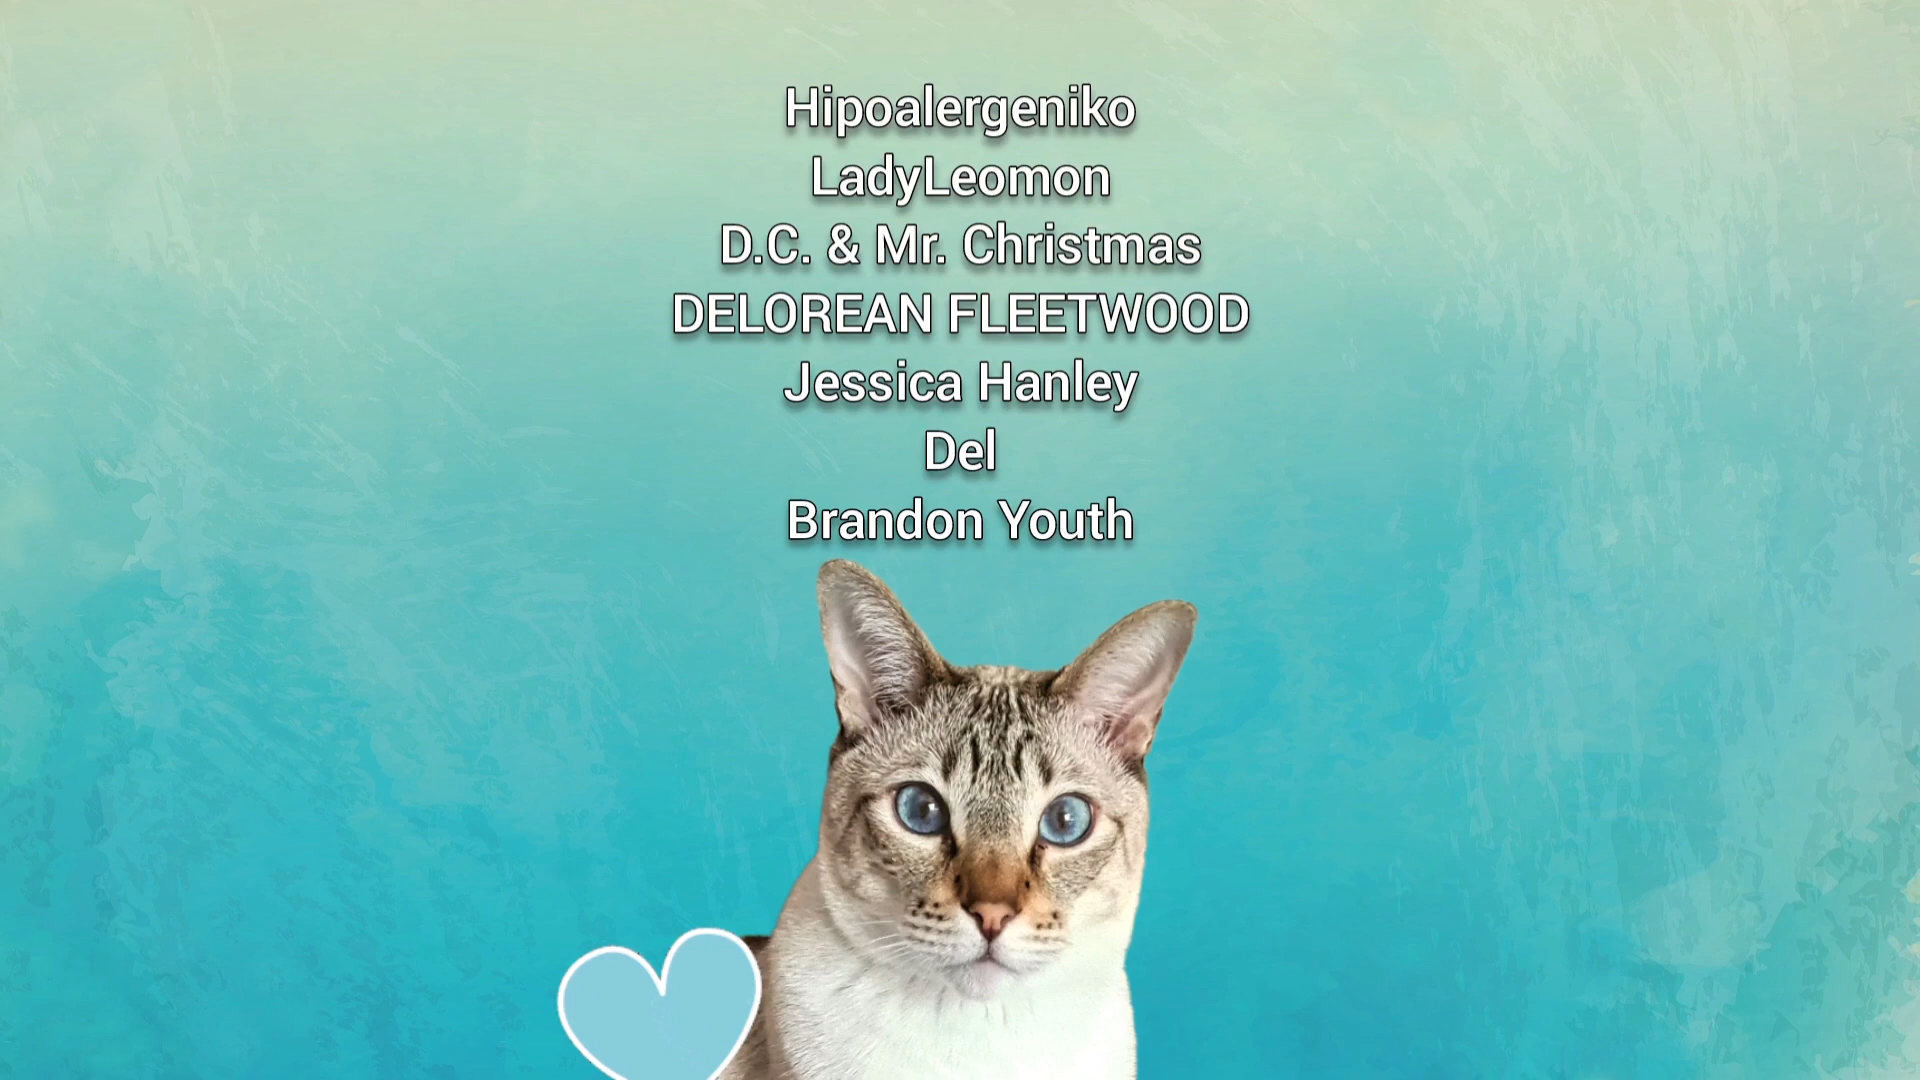 Hipoalergeniko
LadyLeomon
D.C. & Mr. Christmas
DELOREAN FLEETWOOD
Jessica Hanley
Del
Brandon Youth